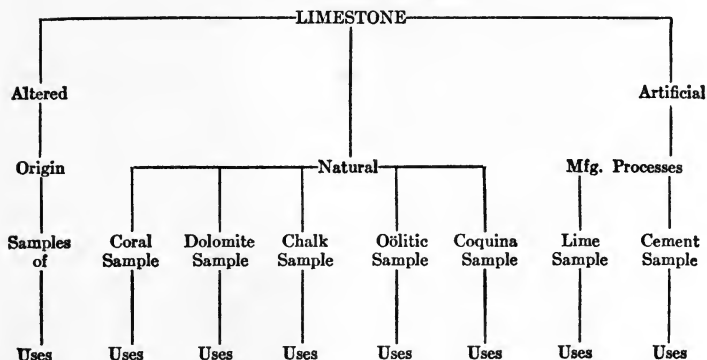 LIMESTONE
Altered Artificial
Origin Natural Mfg. Processes
Samples Coral Dolomite Chalk Oölitic Coquina Lime Cement
of Sample Sample Sample Sample Sample Sample Sample
Uses Uses Uses Uses Uses Uses Uses Uses